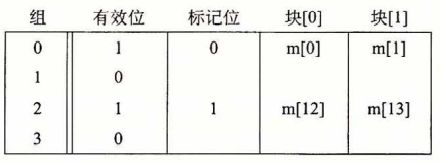 组 有效位 标记位 块[0] 块[1]
0 1 0 m[0] m[1]
1 0
2 1 1 m[12] m[13]
3 0